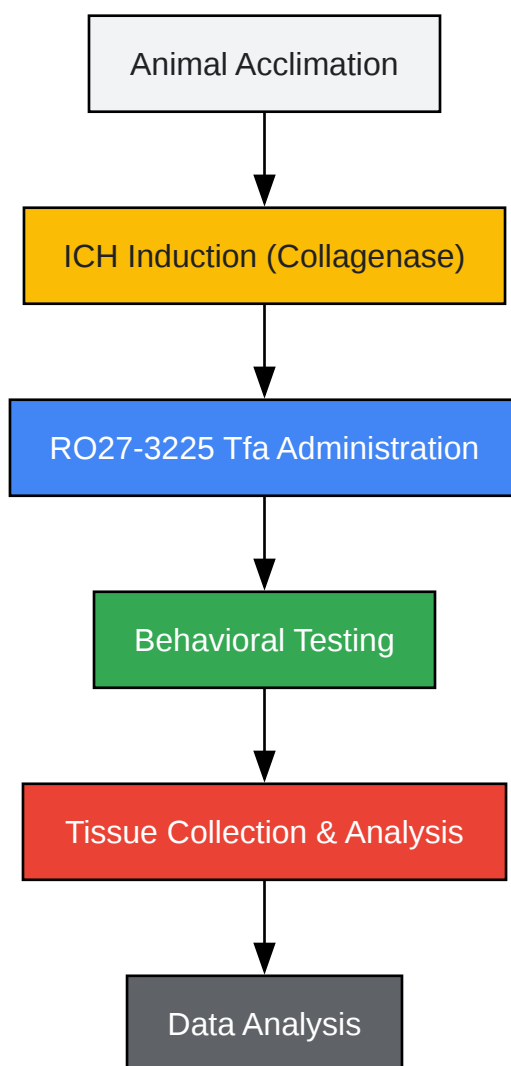 Animal Acclimation
ICH Induction (Collagenase)
RO27-3225 Tfa Administration
Behavioral Testing
Tissue Collection & Analysis
Data Analysis